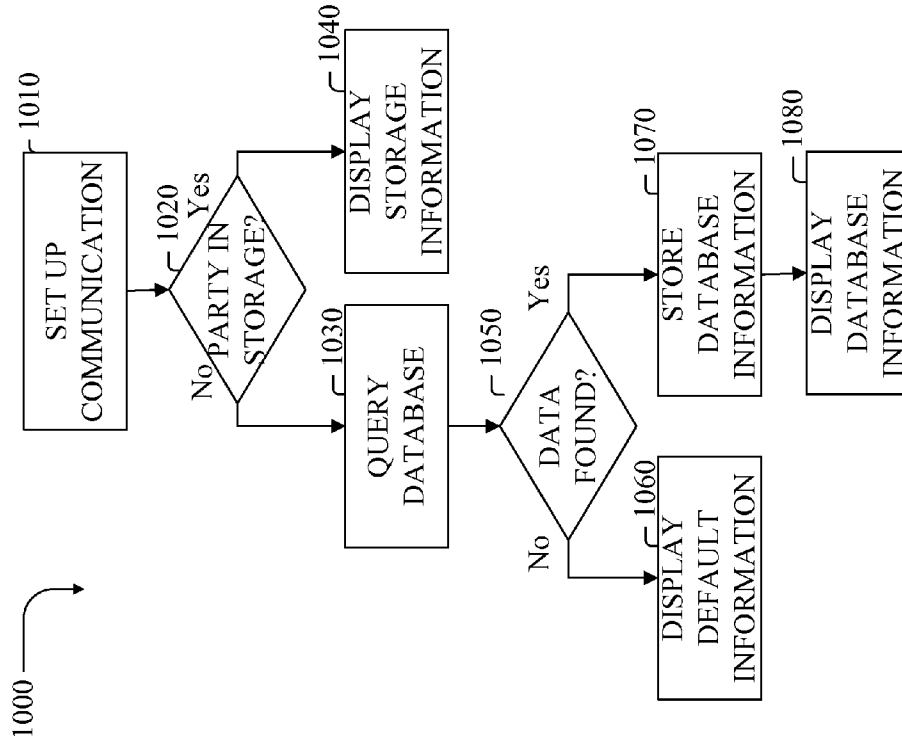 1000
1010
SET UP
COMMUNICATION
1020
No
Yes
PARTY IN
STORAGE?
1030
QUERY
DATABASE
1040
DISPLAY
STORAGE
INFORMATION
1050
No
Yes
DATA
FOUND?
1060
DISPLAY
DEFAULT
INFORMATION
1070
STORE
DATABASE
INFORMATION
1080
DISPLAY
DATABASE
INFORMATION